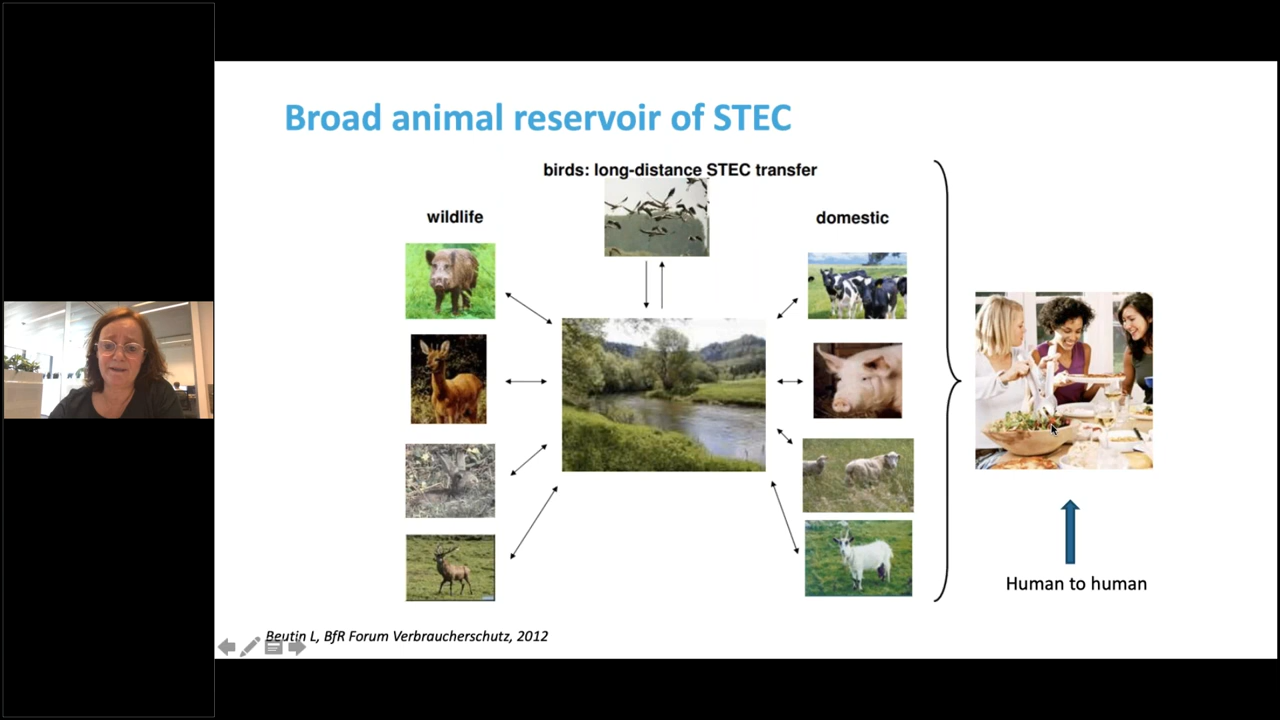 Broad animal reservoir of STEC
birds: long-distance STEC transfer
wildlife
domestic
Human to human
Beutin L, BfR Forum Verbraucherschutz, 2012